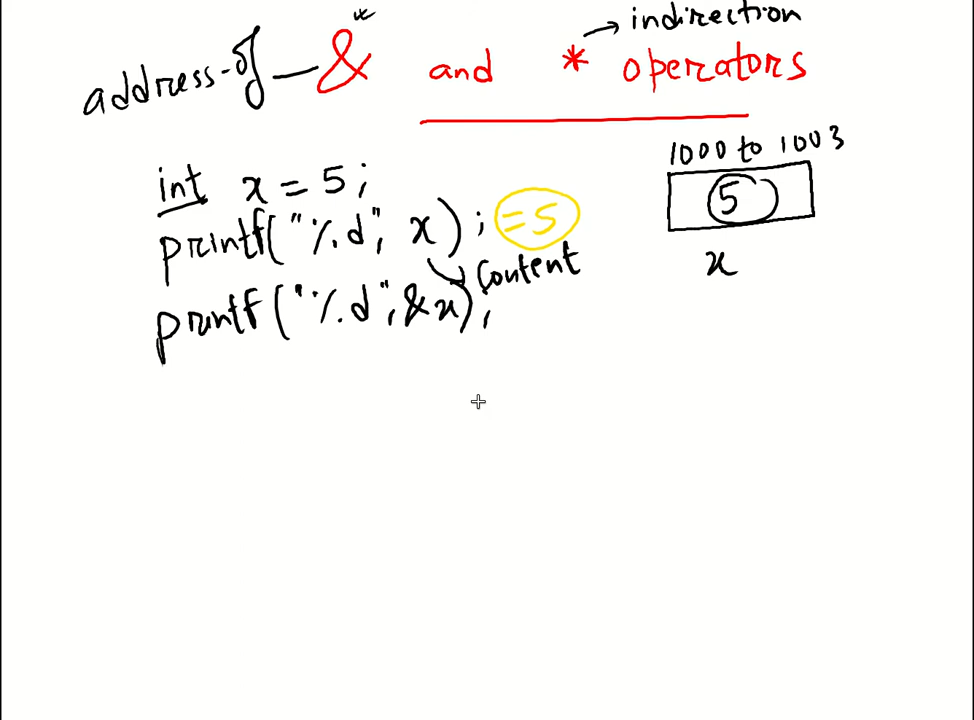 indirection
address-of — & and * operators
1000 to 1003
int x = 5;
5
printf("%d", x); = 5
x
Content
printf("%d", &x);